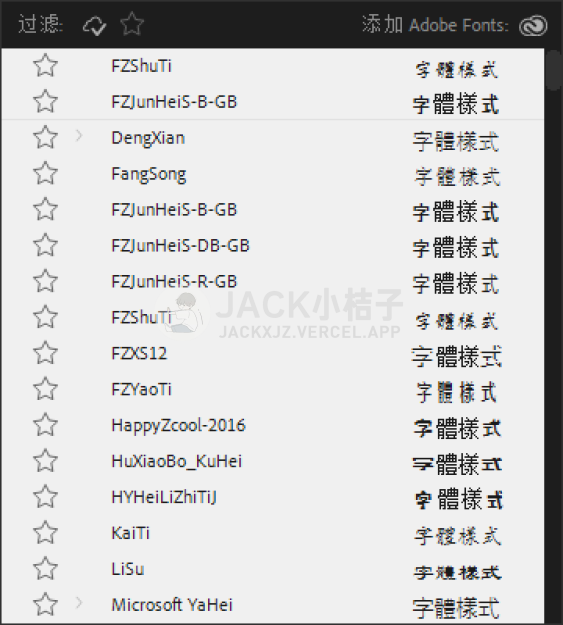 过滤: 添加 Adobe Fonts:
FZShuTi 字體樣式
FZJunHeiS-B-GB 字體樣式
DengXian 字體樣式
FangSong 字體樣式
FZJunHeiS-B-GB 字體樣式
FZJunHeiS-DB-GB 字體樣式
FZJunHeiS-R-GB 字體樣式
JACK小桔子
FZShuTi 字體樣式
JACKXJZ.VERCEL.APP
FZXS12 字體樣式
FZYaoTi 字體樣式
HappyZcool-2016 字體樣式
HuXiaoBo_KuHei 字體樣式
HYHeiLiZhiTiJ 字體樣式
KaiTi 字體樣式
LiSu 字體樣式
Microsoft YaHei 字體樣式